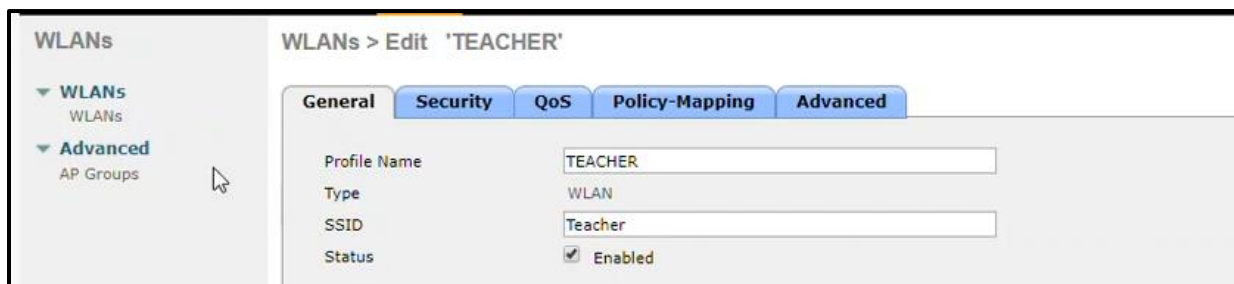 WLANs
WLANs
WLANs
Advanced
AP Groups
WLANs > Edit 'TEACHER'
General Security QoS Policy-Mapping Advanced
Profile Name TEACHER
Type WLAN
SSID Teacher
Status Enabled